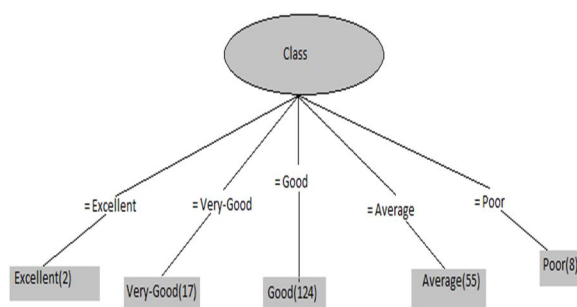 Class
= Excellent
= Very-Good
= Good
= Average
= Poor
Excellent(2)
Very-Good(17)
Good(124)
Average(55)
Poor(8)